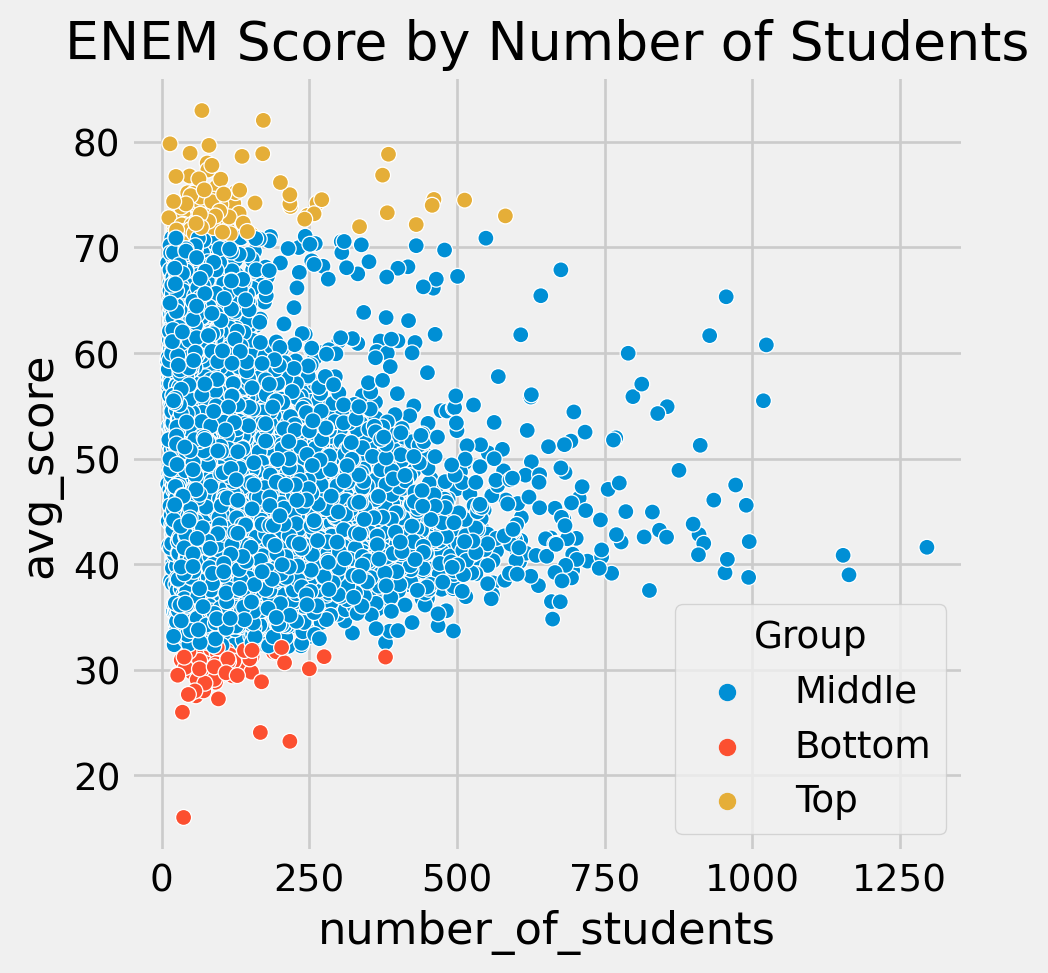 ENEM Score by Number of Students
avg_score
80
70
60
50
40
30
20
0 250 500 750 1000 1250
number_of_students
Group
Middle
Bottom
Top